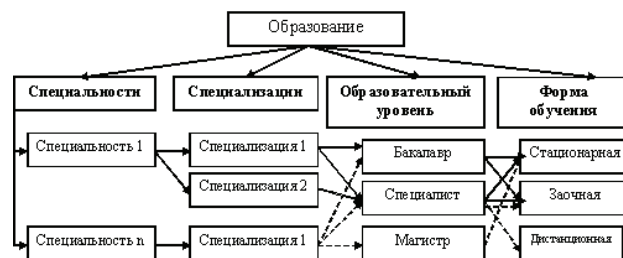 Образование
Специальности
Специализации
Образовательный
уровень
Форма
обучения
Специальность 1
Специализация 1
Бакалавр
Стационарная
Специализация 2
Специалист
Заочная
Специальность n
Специализация 1
Магистр
Дистанционная